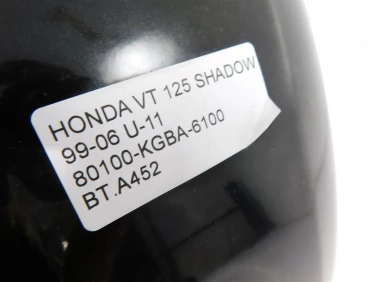 HONDA VT 125 SHADOW
99-06 U-11
80100-KGBA-6100
BT.A452